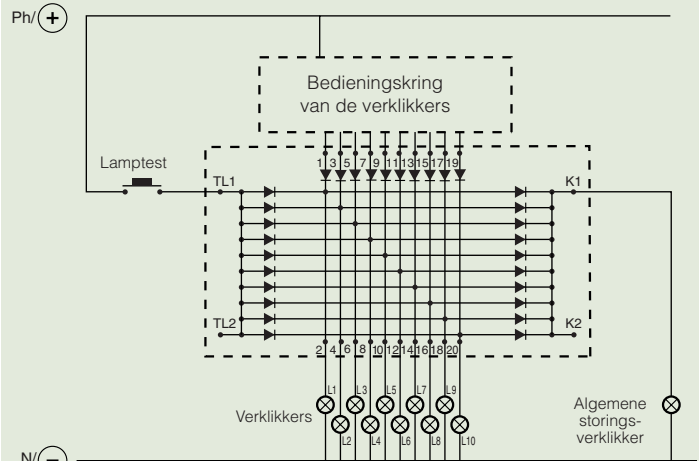 Ph/+
Bedieningskring
van de verklikkers
Lamptest
1 3 5 7 9 11 13 15 17 19
TL1
K1
TL2
K2
2 4 6 8 10 12 14 16 18 20
L1 L3 L5 L7 L9
Verklikkers
L2 L4 L6 L8 L10
Algemene
storings-
verklikker
N/−